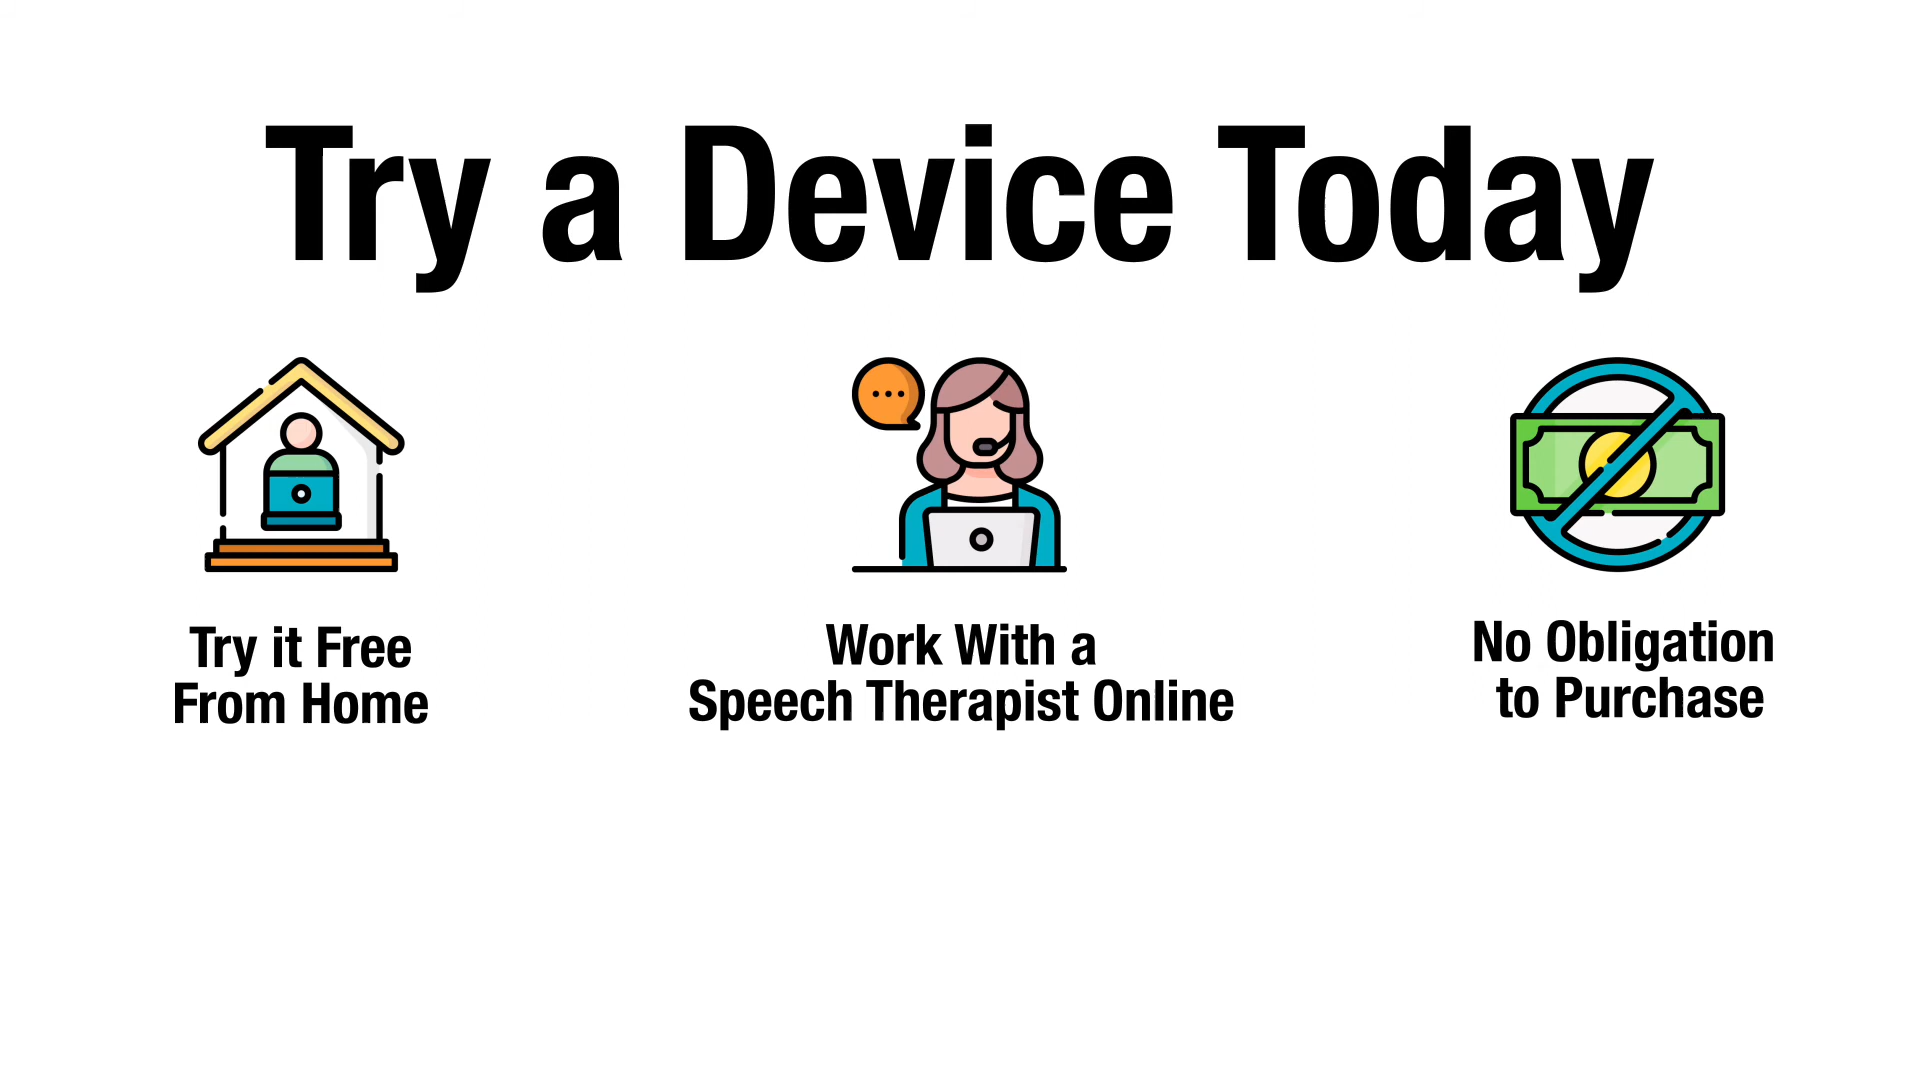 Try a Device Today
Try it Free
From Home
Work With a
Speech Therapist Online
No Obligation
to Purchase